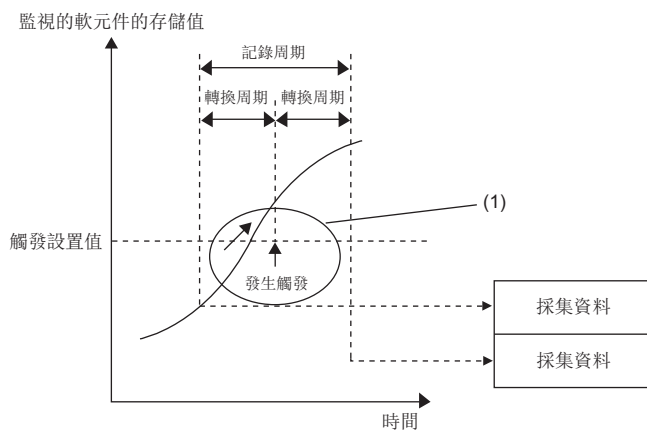 監視的軟元件的存儲值
記錄周期
轉換周期 轉換周期
(1)
觸發設置值
發生觸發
採集資料
採集資料
時間